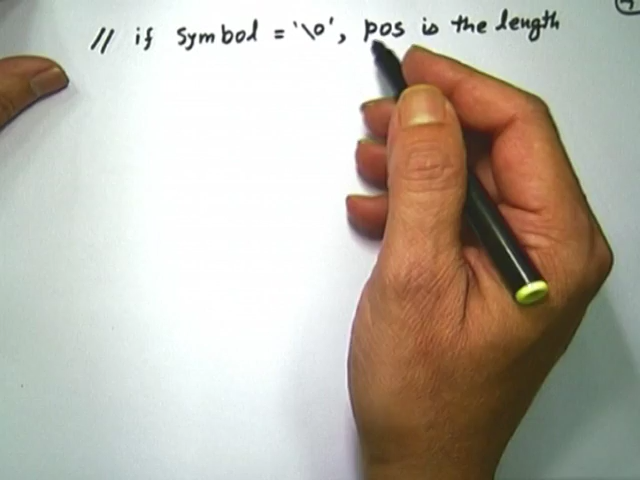 // if symbol = '\0', pos is the length